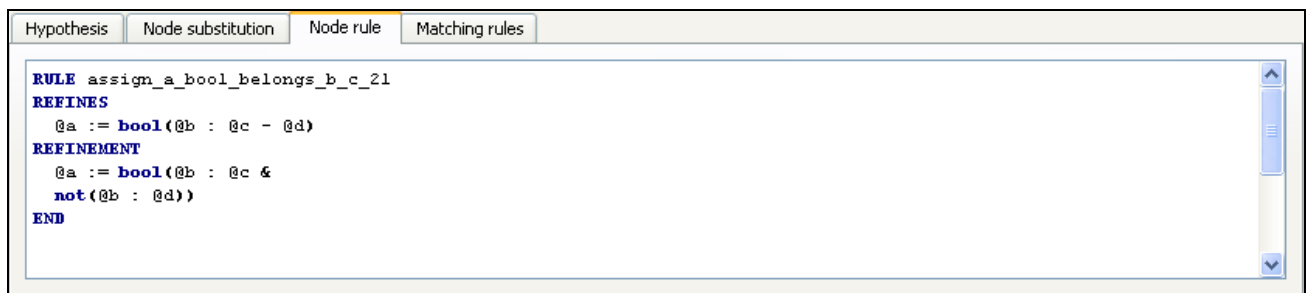 Hypothesis Node substitution Node rule Matching rules
RULE assign_a_bool_belongs_b_c_21
REFINES
@a := bool(@b : @c - @d)
REFINEMENT
@a := bool(@b : @c &
not(@b : @d))
END